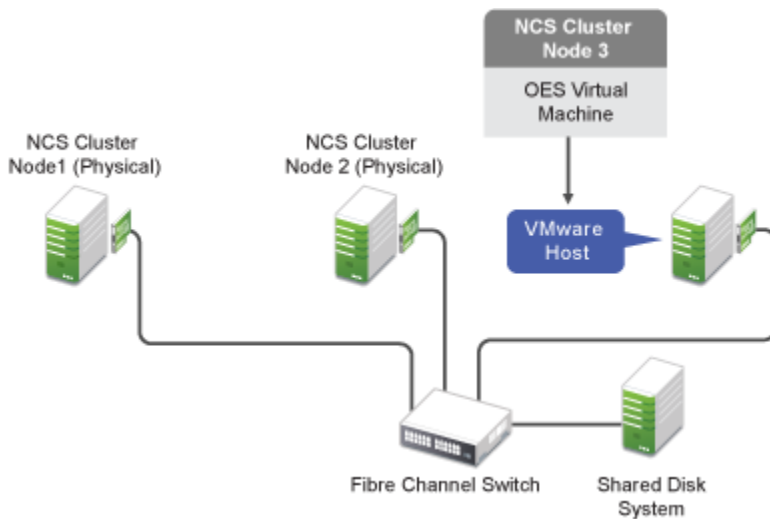 NCS Cluster
Node 3
OES Virtual
Machine
NCS Cluster
Node1 (Physical)
NCS Cluster
Node 2 (Physical)
VMware
Host
Fibre Channel Switch
Shared Disk
System